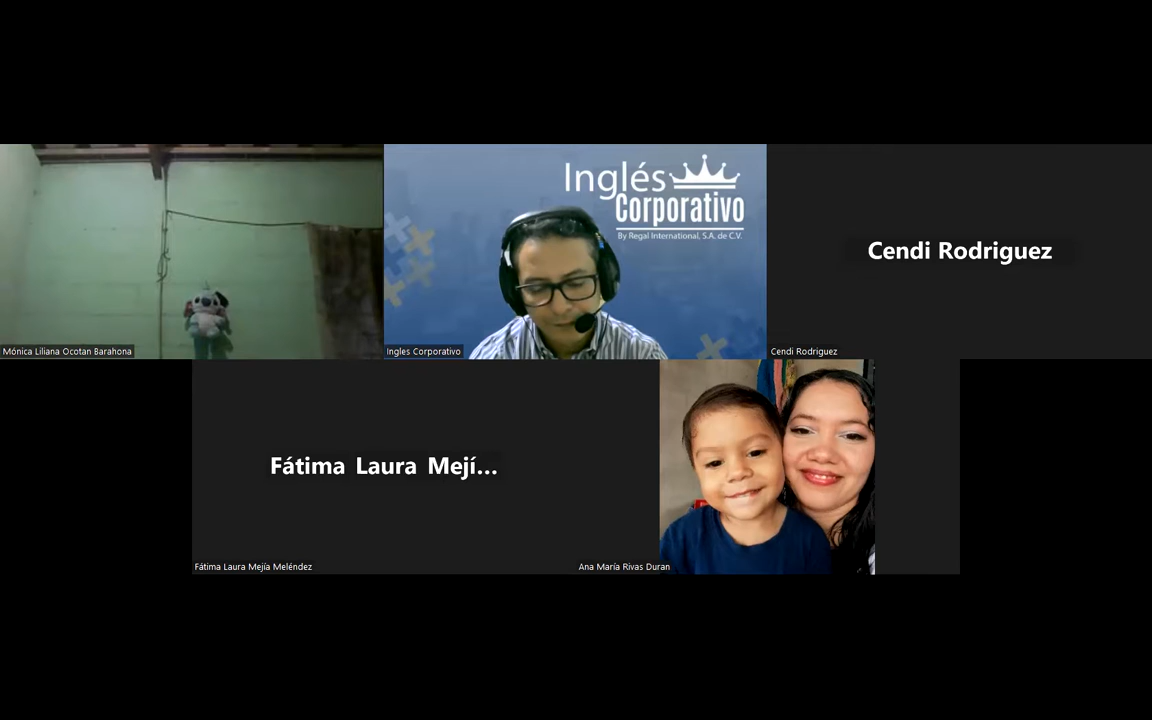 Inglés
Corporativo
By Regal International, S.A. de C.V.
Cendi Rodriguez
Mónica Liliana Ocotan Barahona
Ingles Corporativo
Cendi Rodriguez
Fátima Laura Mejí...
Fátima Laura Mejía Meléndez
Ana María Rivas Duran